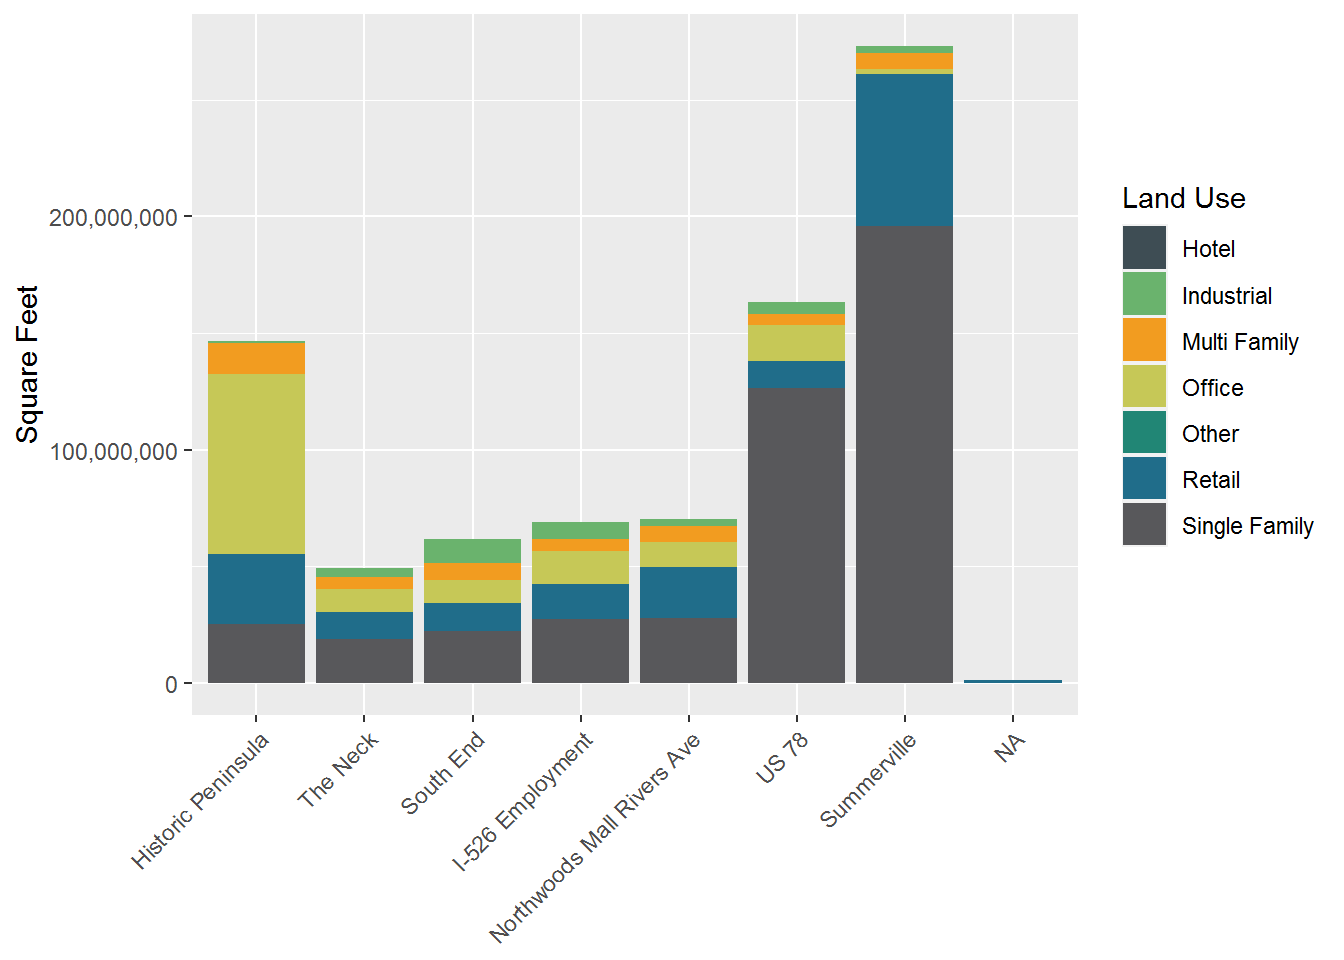 Square Feet
200,000,000
100,000,000
0
Historic Peninsula
The Neck
South End
I-526 Employment
Northwoods Mall Rivers Ave
US 78
Summerville
NA
Land Use
Hotel
Industrial
Multi Family
Office
Other
Retail
Single Family